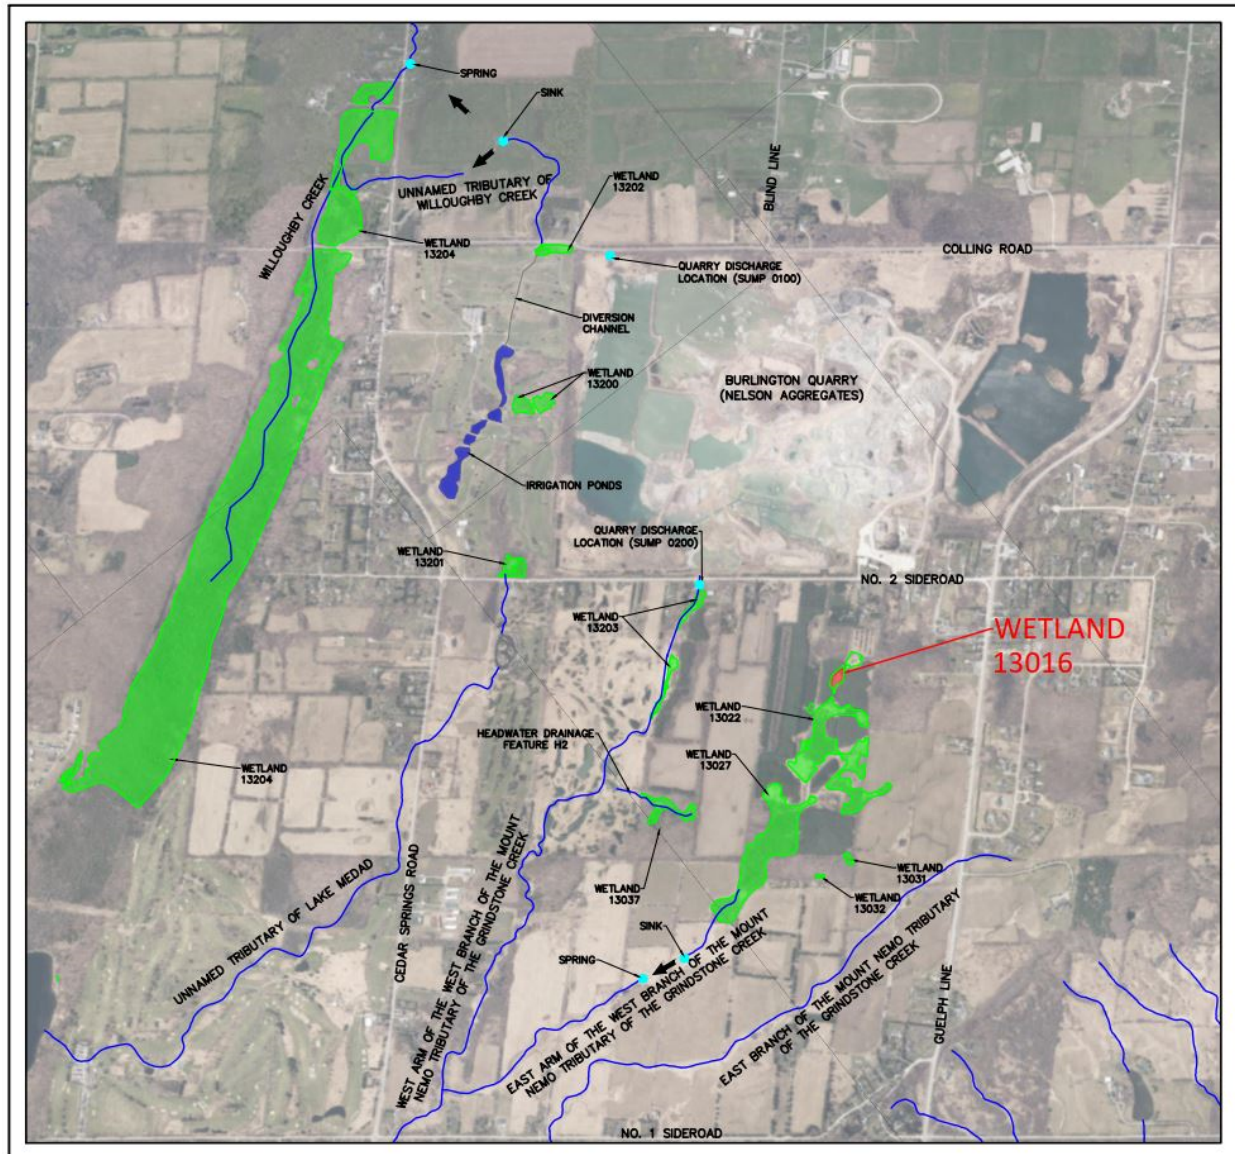 SPRING
SINK
UNNAMED TRIBUTARY OF
WILLOUGHBY CREEK
WETLAND
13202
BLIND LINE
WILLOUGHBY CREEK
WETLAND
13204
COLLING ROAD
QUARRY DISCHARGE
LOCATION (SUMP 0100)
DIVERSION
CHANNEL
WETLAND
13200
BURLINGTON QUARRY
(NELSON AGGREGATES)
IRRIGATION PONDS
QUARRY DISCHARGE
LOCATION (SUMP 0200)
WETLAND
13201
NO. 2 SIDEROAD
WETLAND
13203
WETLAND
13016
WETLAND
13022
HEADWATER DRAINAGE
FEATURE H2
WETLAND
13027
WETLAND
13204
WETLAND
13031
WETLAND
13037
WETLAND
13032
UNNAMED TRIBUTARY OF LAKE MEDAD
CEDAR SPRINGS ROAD
WEST ARM OF THE WEST BRANCH OF THE MOUNT
NEMO TRIBUTARY OF THE GRINDSTONE CREEK
SINK
SPRING
EAST ARM OF THE WEST BRANCH OF THE MOUNT
NEMO TRIBUTARY OF THE GRINDSTONE CREEK
EAST BRANCH OF THE MOUNT NEMO TRIBUTARY
OF THE GRINDSTONE CREEK
GUELPH LINE
NO. 1 SIDEROAD